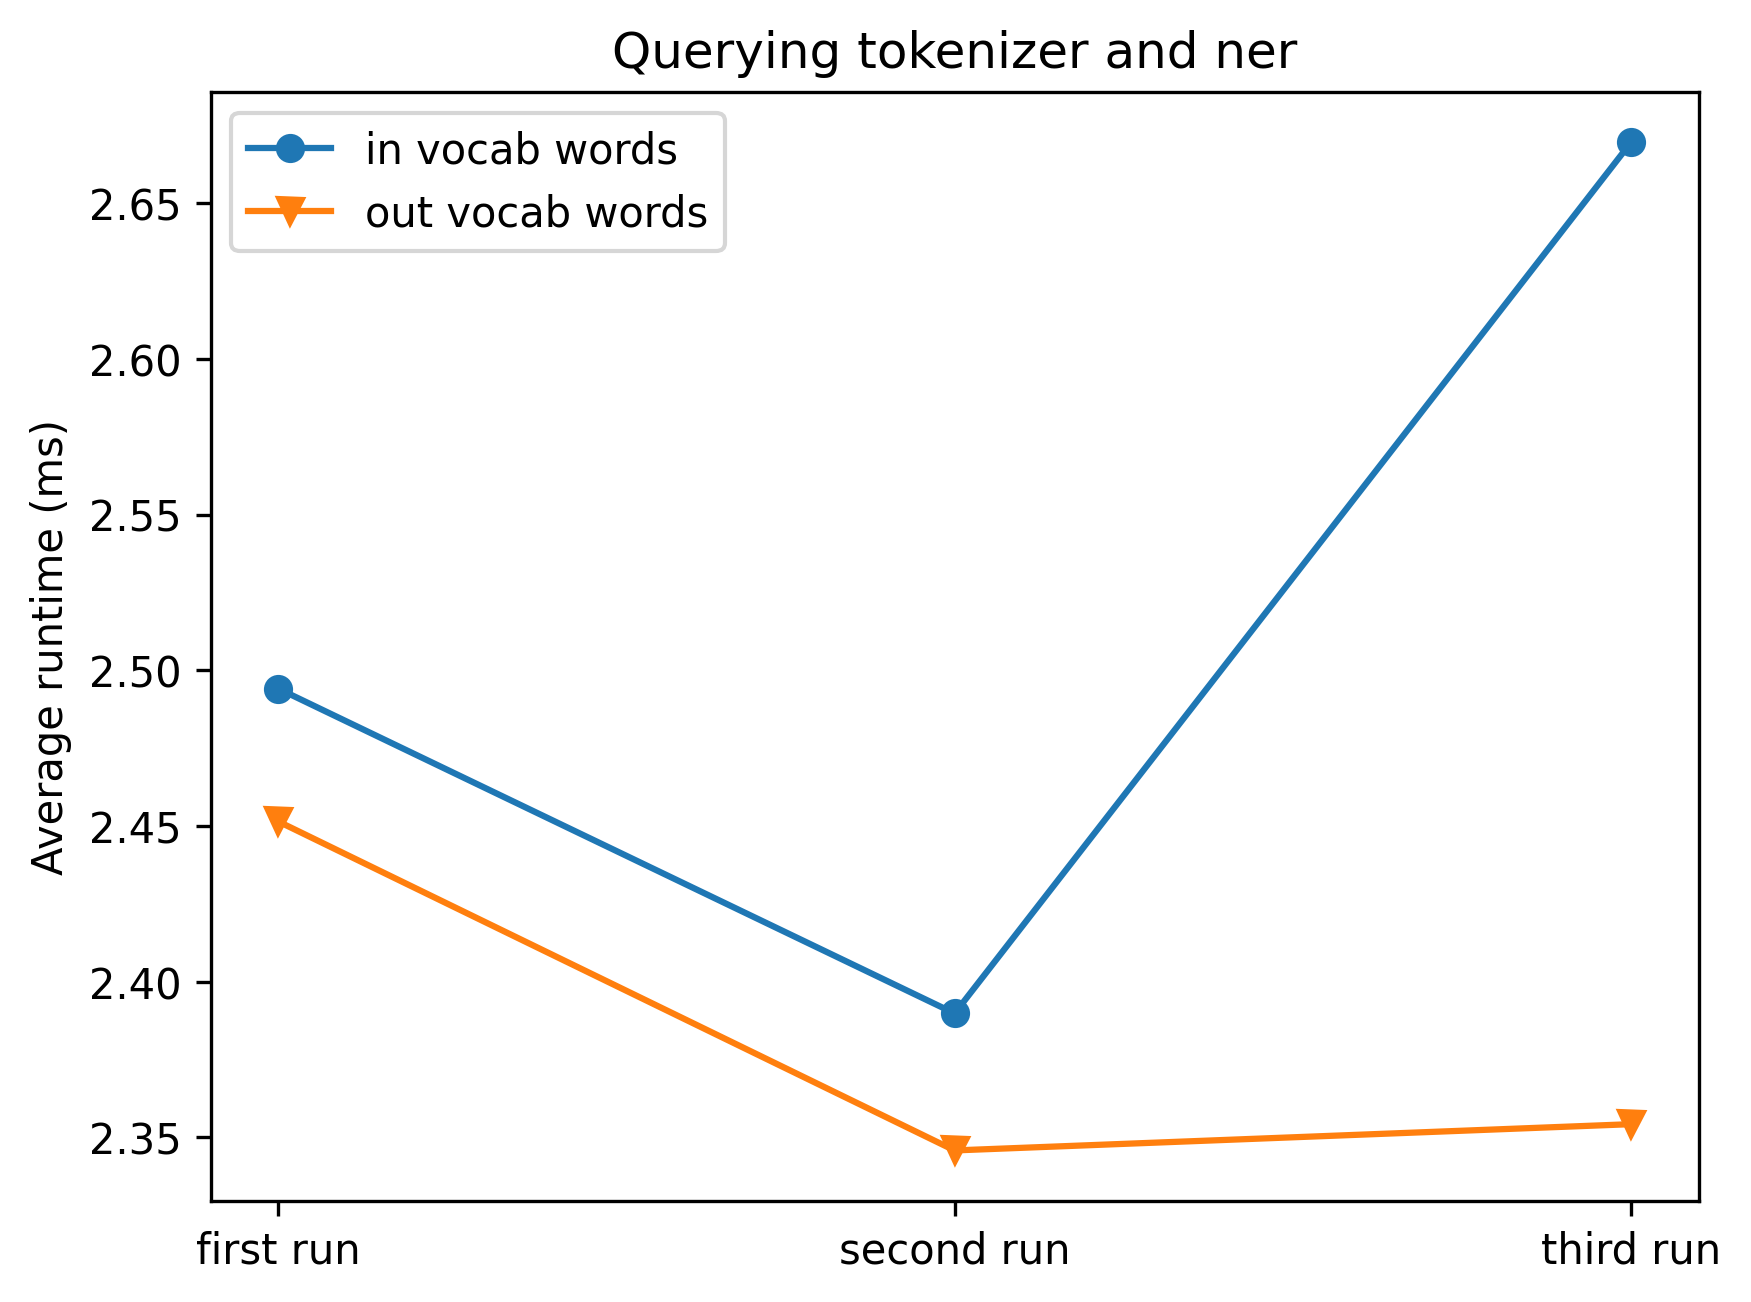 Querying tokenizer and ner
in vocab words
out vocab words
Average runtime (ms)
2.65
2.60
2.55
2.50
2.45
2.40
2.35
first run
second run
third run